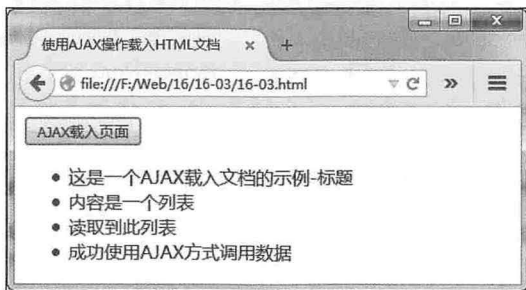 使用AJAX操作载入HTML文档 × +
file:///F:/Web/16/16-03/16-03.html
AJAX载入页面
• 这是一个AJAX载入文档的示例-标题
• 内容是一个列表
• 读取到此列表
• 成功使用AJAX方式调用数据